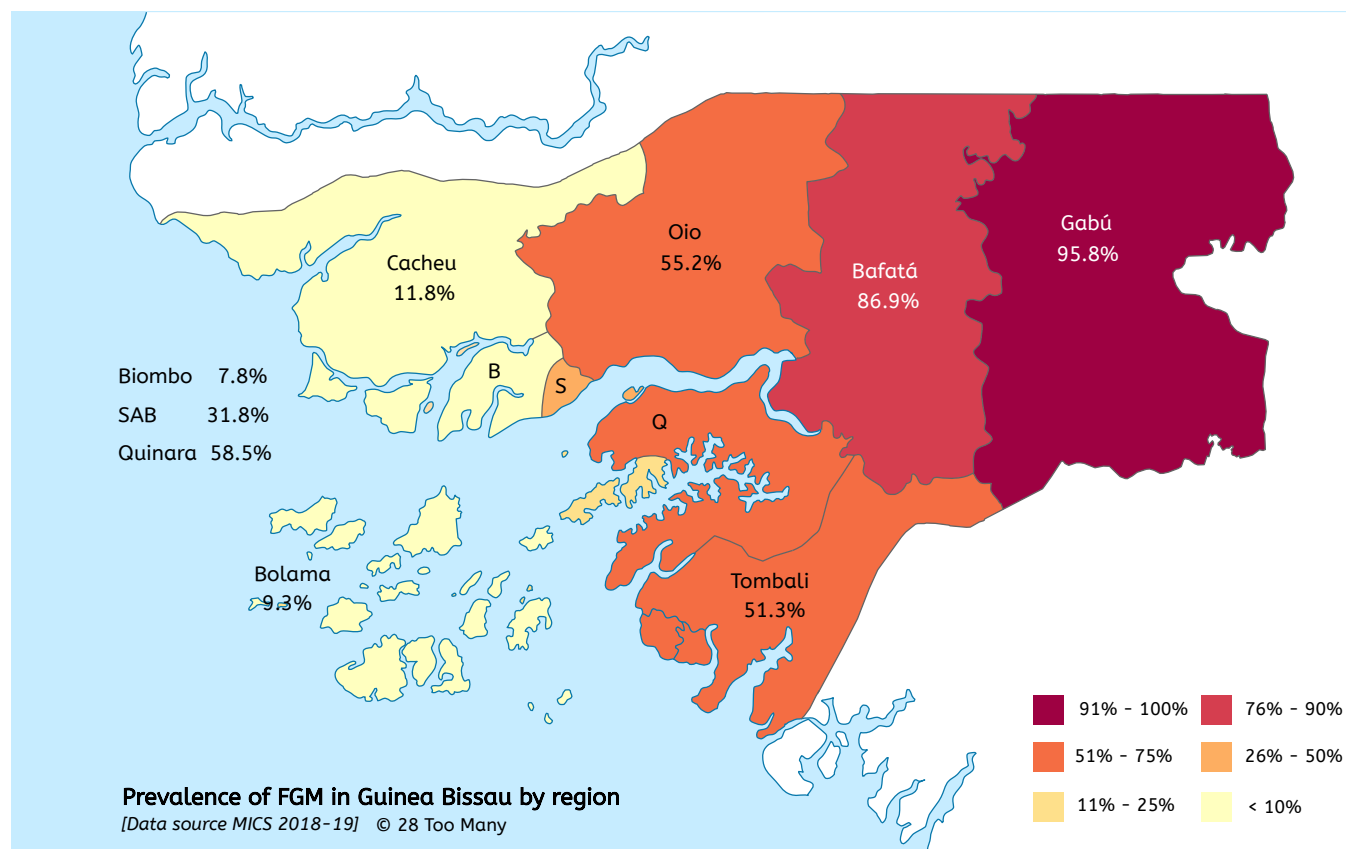 Oio
55.2%
Gabú
95.8%
Cacheu
11.8%
Bafatá
86.9%
Biombo 7.8%
SAB 31.8%
Quinara 58.5%
B
S
Q
Bolama
9.3%
Tombali
51.3%
91% - 100%
76% - 90%
51% - 75%
26% - 50%
11% - 25%
< 10%
Prevalence of FGM in Guinea Bissau by region
[Data source MICS 2018-19] © 28 Too Many